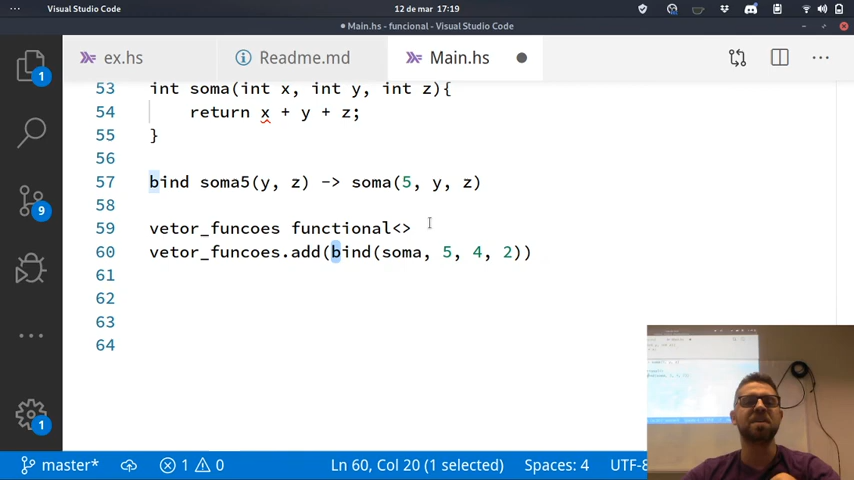 Visual Studio Code
12 de mar 17:19
Main.hs - funcional - Visual Studio Code
ex.hs
Readme.md
Main.hs
53 int soma(int x, int y, int z){
54 return x + y + z;
55 }
56
57 bind soma5(y, z) -> soma(5, y, z)
58
59 vetor_funcoes functional<>
60 vetor_funcoes.add(bind(soma, 5, 4, 2))
61
62
63
64
1
9
1
master*
1 0
Ln 60, Col 20 (1 selected)
Spaces: 4
UTF-8